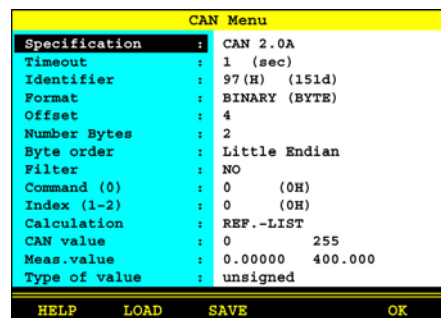 CAN Menu
Specification : CAN 2.0A
Timeout : 1 (sec)
Identifier : 97(H) (151d)
Format : BINARY (BYTE)
Offset : 4
Number Bytes : 2
Byte order : Little Endian
Filter : NO
Command (0) : 0 (0H)
Index (1-2) : 0 (0H)
Calculation : REF.-LIST
CAN value : 0 255
Meas.value : 0.00000 400.000
Type of value : unsigned
HELP LOAD SAVE OK